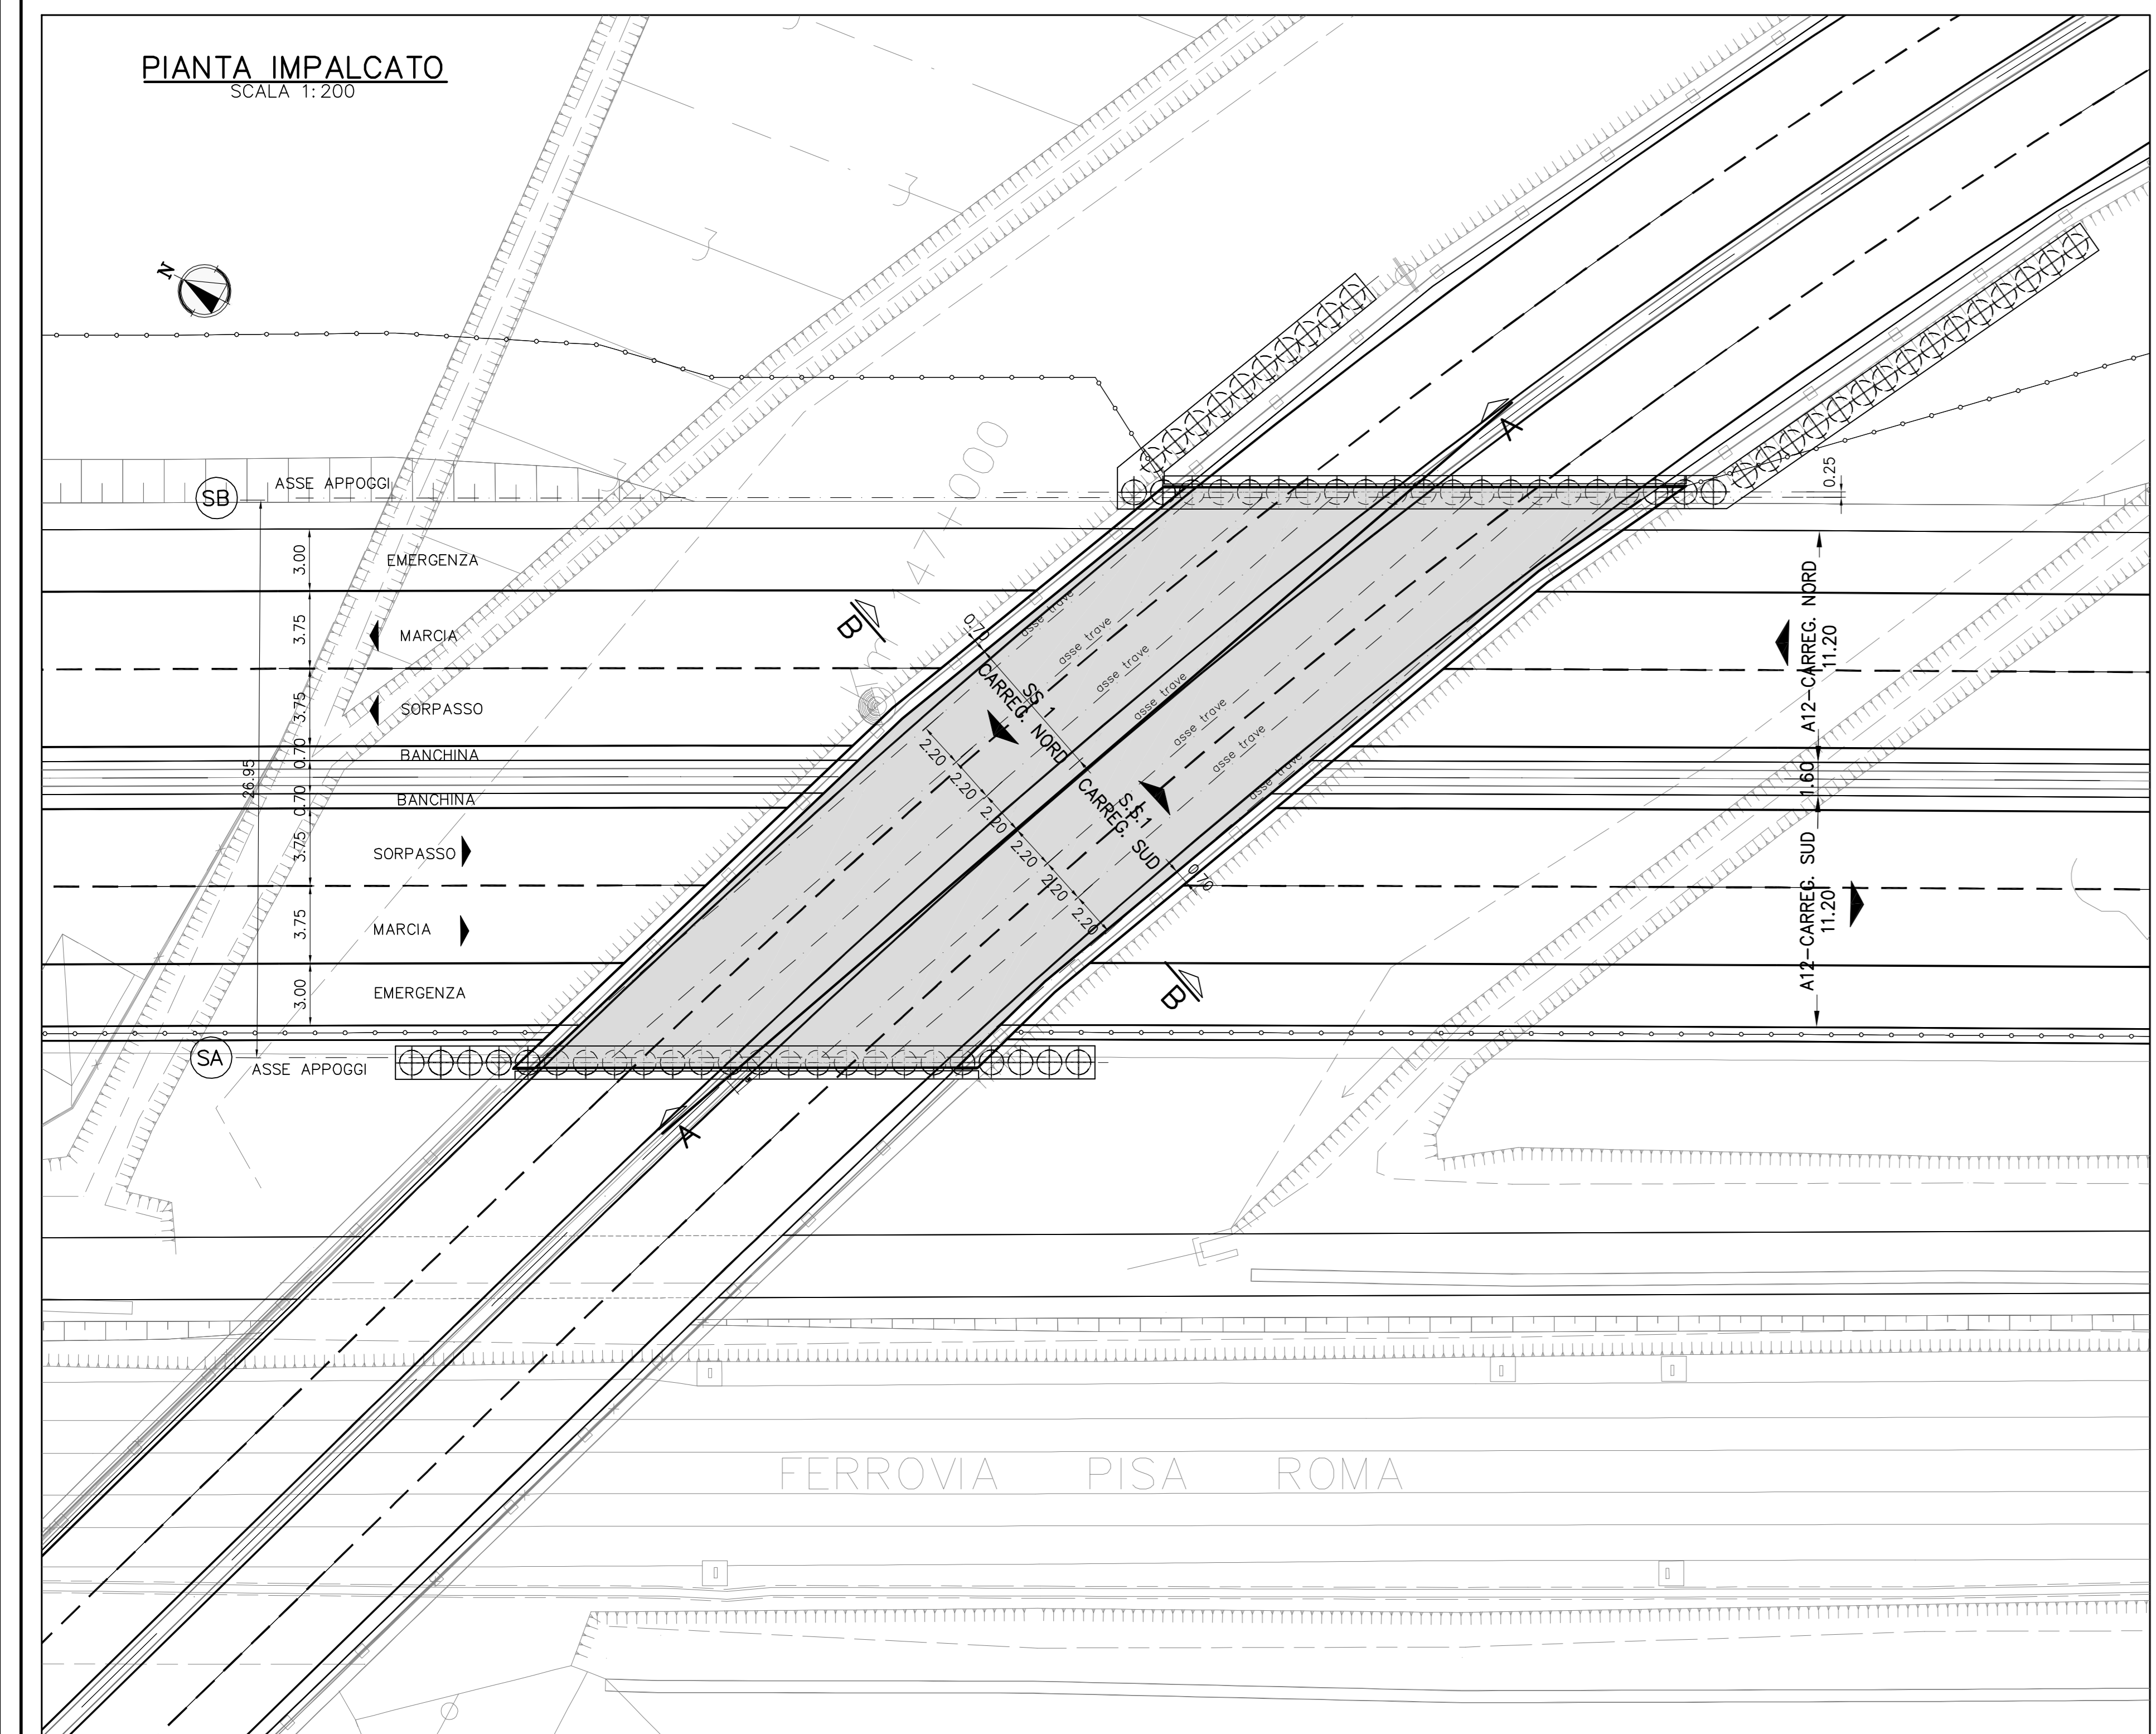 PIANTA IMPALCATO
SCALA 1:200
N
SB
ASSE APPOGGI
0.25
3.00
EMERGENZA
3.75
MARCIA
3.75
SORPASSO
0.70
BANCHINA
26.95
0.70
BANCHINA
3.75
SORPASSO
3.75
MARCIA
3.00
EMERGENZA
SA
ASSE APPOGGI
km 47+000
A
A
B
B
0.70
SS 1
CARREG. NORD
S.S.1
CARREG. SUD
0.70
asse trave
asse trave
asse trave
asse trave
asse trave
asse trave
asse trave
2.20
2.20
2.20
2.20
2.20
2.20
A12-CARREG. NORD
11.20
1.60
A12-CARREG. SUD
11.20
FERROVIA PISA ROMA